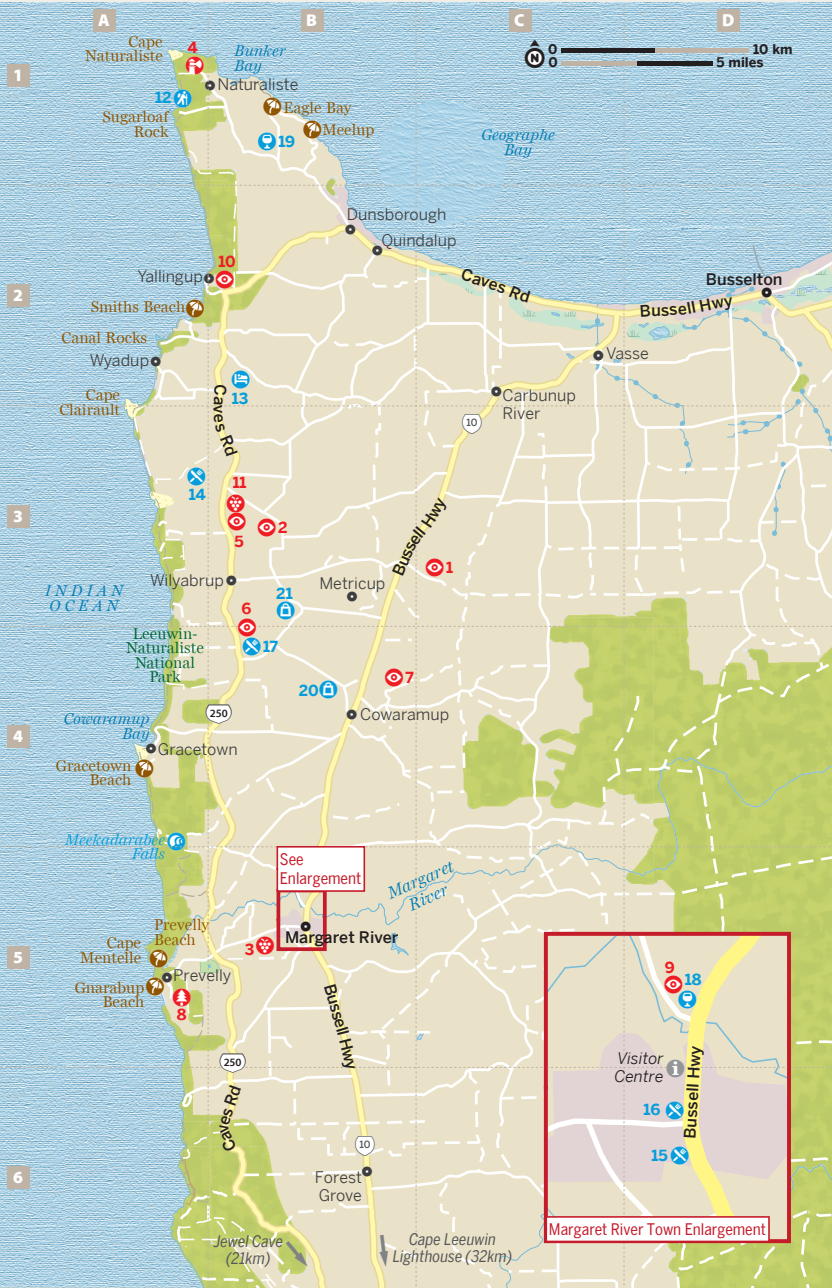 A
B
C
D
Cape
Naturaliste
4
Bunker
Bay
N
0
10 km
0
5 miles
1
Naturaliste
12
Eagle Bay
Sugarloaf
Rock
Meelup
19
Geographe
Bay
Dunsborough
Quindalup
10
Yallingup
Caves Rd
Busselton
2
Smiths Beach
Bussell Hwy
Canal Rocks
Wyadup
Vasse
13
Cape
Clairault
Caves Rd
Carbunup
River
10
14
11
3
5
2
Bussell Hwy
1
Wilyabrup
Metricup
INDIAN
OCEAN
21
6
17
Leeuwin-
Naturaliste
National
Park
7
20
250
Cowaramup
Cowaramup
Bay
4
Gracetown
Gracetown
Beach
Meekadarabee
Falls
See
Enlargement
Margaret
River
Prevelly
Beach
Margaret River
3
5
Cape
Mentelle
Prevelly
Gnarabup
Beach
8
Bussell Hwy
9
18
250
Visitor
Centre
i
Caves Rd
16
Bussell Hwy
10
15
6
Forest
Grove
Margaret River Town Enlargement
Jewel Cave
(21km)
Cape Leeuwin
Lighthouse (32km)